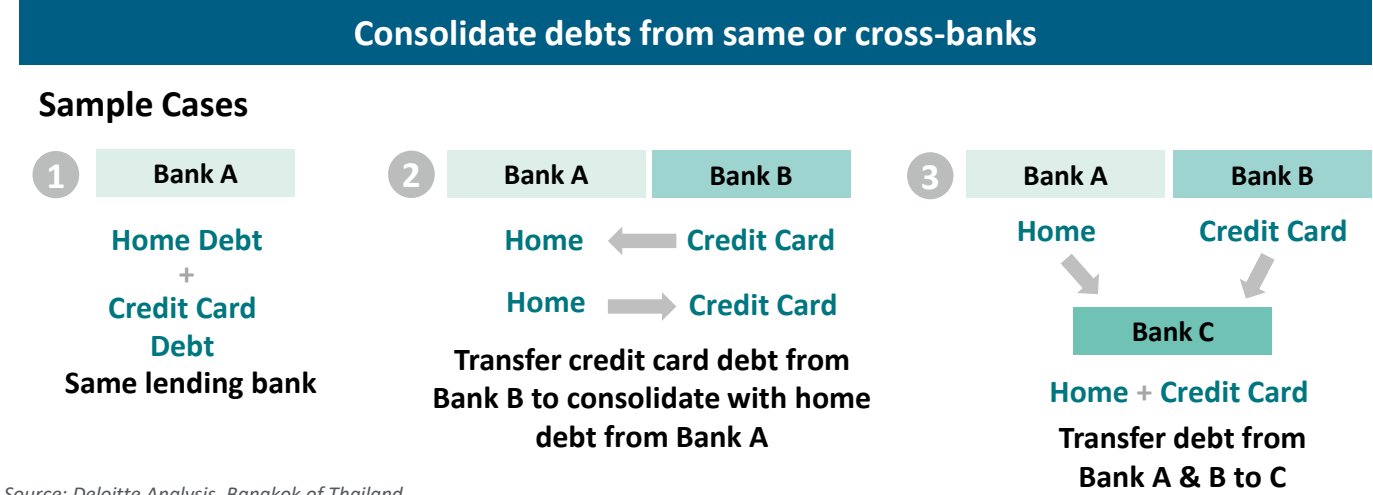 Consolidate debts from same or cross-banks
Sample Cases
1
Bank A
Home Debt
+
Credit Card
Debt
Same lending bank
2
Bank A
Bank B
Home
Credit Card
Home
Credit Card
Transfer credit card debt from
Bank B to consolidate with home
debt from Bank A
3
Bank A
Bank B
Home
Credit Card
Bank C
Home + Credit Card
Transfer debt from
Bank A & B to C
Source: Deloitte Analysis, Bangkok of Thailand